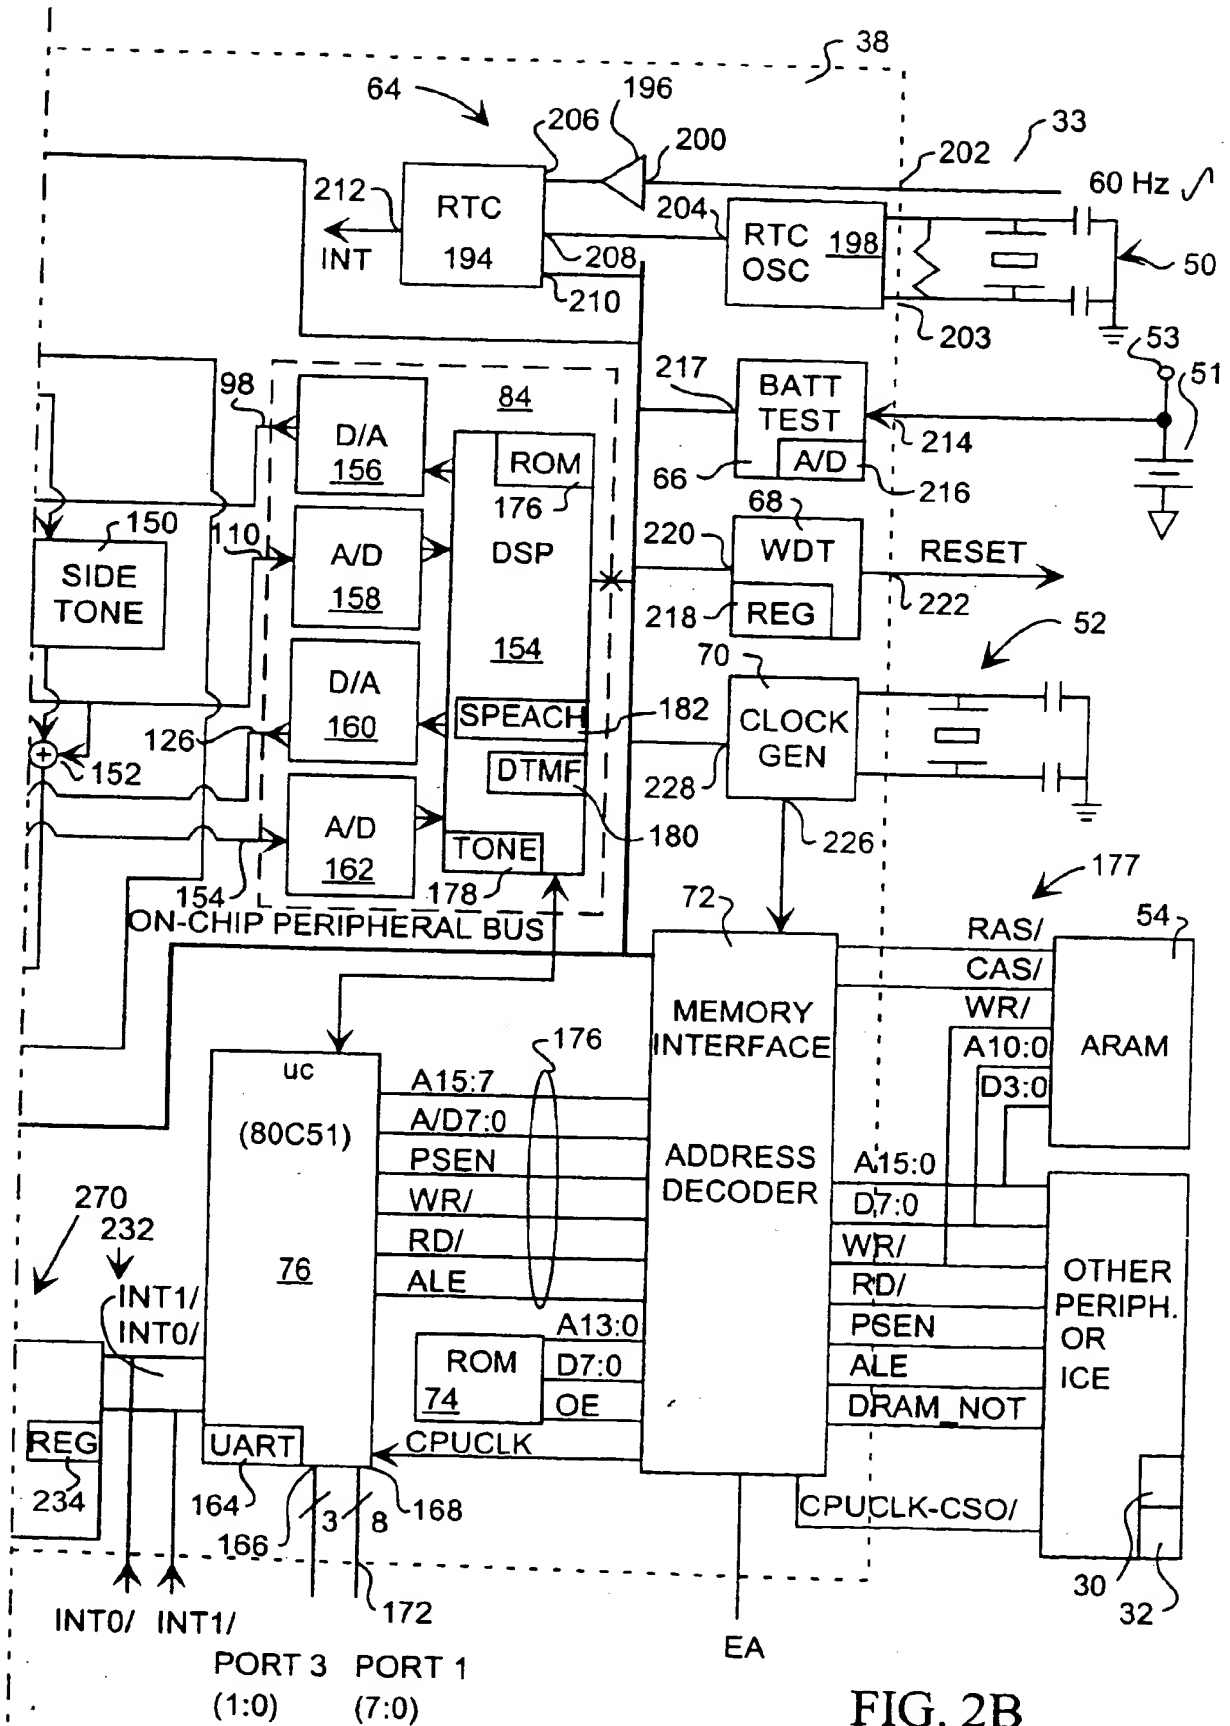 38
64
196
206
200
33
202
60 Hz
212
RTC
194
204
RTC
OSC
198
INT
208
210
50
203
53
51
217
BATT
TEST
98
84
D/A
156
ROM
214
A/D
66
216
176
68
150
110
A/D
158
DSP
220
WDT
RESET
SIDE
TONE
218
REG
222
52
154
70
D/A
160
SPEACH
182
CLOCK
GEN
126
152
DTMF
228
A/D
162
180
226
TONE
177
154
178
72
54
ON-CHIP PERIPHERAL BUS
RAS/
CAS/
WR/
MEMORY
INTERFACE
176
A10:0
ARAM
uc
D3:0
A15:7
(80C51)
A/D7:0
PSEN
ADDRESS
DECODER
A15:0
WR/
D7:0
270
232
RD/
WR/
76
OTHER
PERIPH.
OR
ICE
ALE
RD/
INT1/
INT0/
A13:0
PSEN
ROM
74
D7:0
ALE
OE
DRAM_NOT
REG
UART
CPUCLK
234
164
3
8
168
CPUCLK-CSO/
166
30
32
172
INT0/ INT1/
EA
PORT 3 PORT 1
(1:0) (7:0)
FIG. 2B